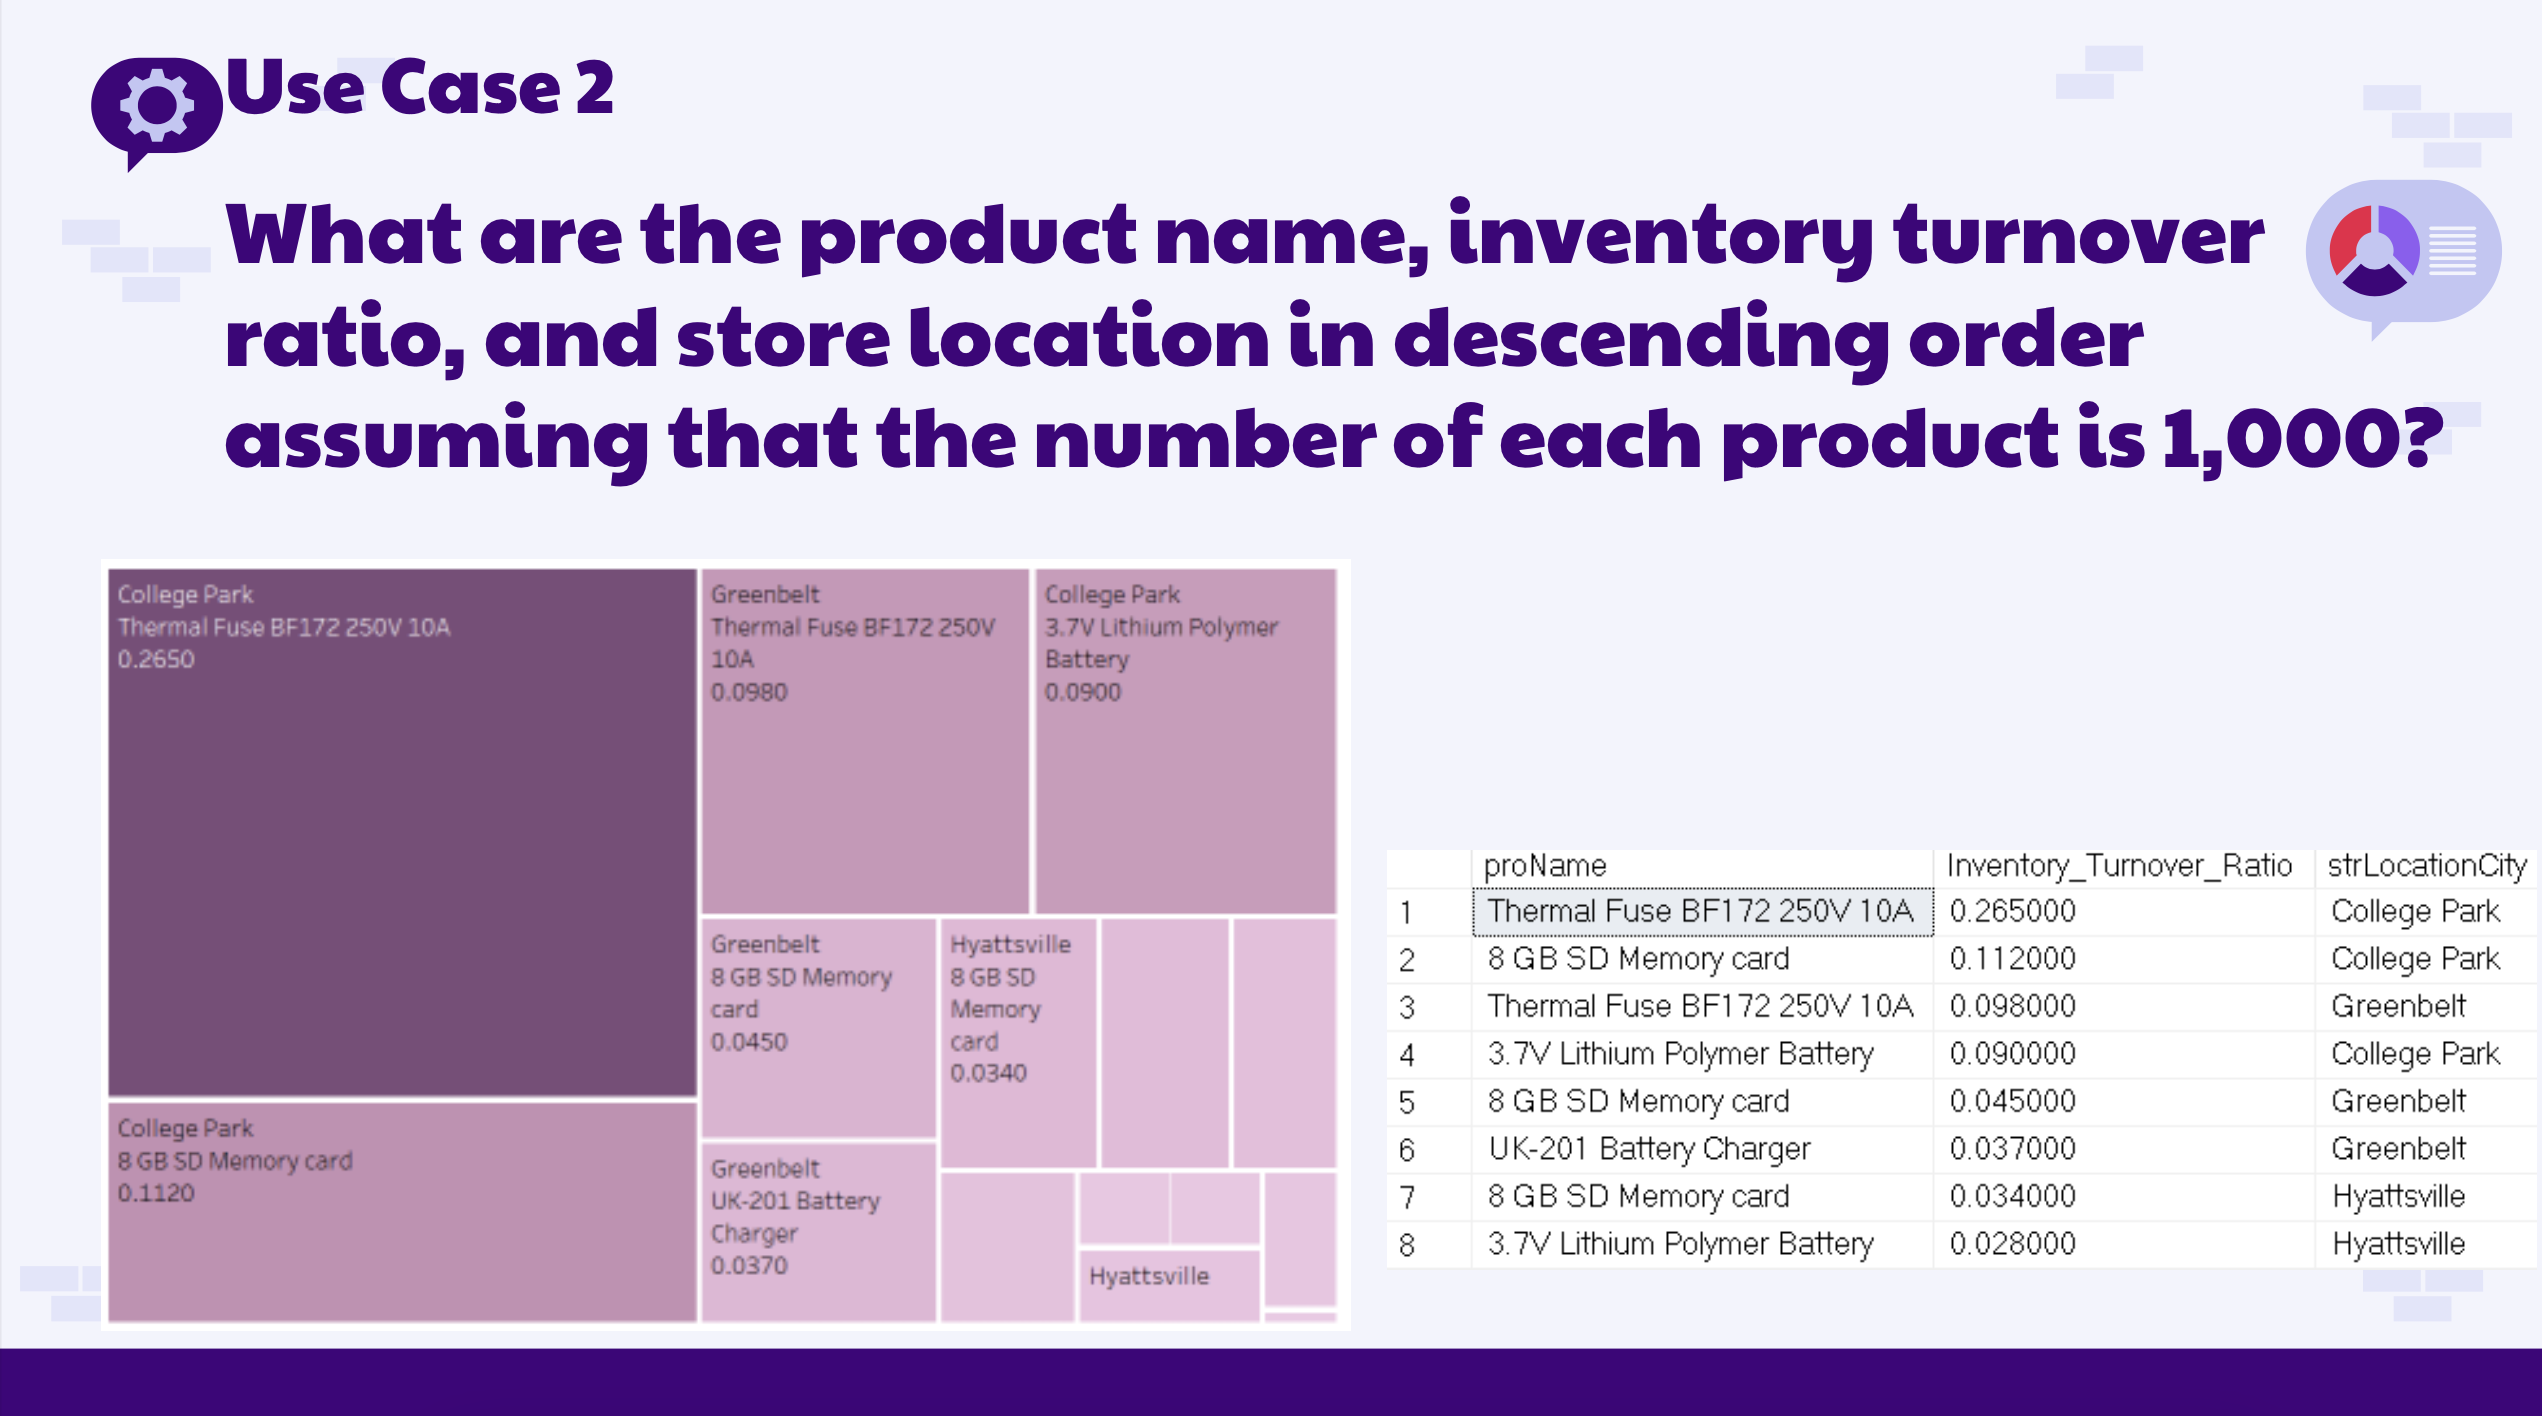 Use Case 2
What are the product name, inventory turnover
ratio, and store location in descending order
assuming that the number of each product is 1,000?
College Park
Thermal Fuse BF172 250V 10A
0.2650
Greenbelt
Thermal Fuse BF172 250V
10A
0.0980
College Park
3.7V Lithium Polymer
Battery
0.0900
College Park
8 GB SD Memory card
0.1120
Greenbelt
8 GB SD Memory
card
0.0450
Hyattsville
8 GB SD
Memory
card
0.0340
Greenbelt
UK-201 Battery
Charger
0.0370
Hyattsville
proName Inventory_Turnover_Ratio strLocationCity
1 Thermal Fuse BF172 250V 10A 0.265000 College Park
2 8 GB SD Memory card 0.112000 College Park
3 Thermal Fuse BF172 250V 10A 0.098000 Greenbelt
4 3.7V Lithium Polymer Battery 0.090000 College Park
5 8 GB SD Memory card 0.045000 Greenbelt
6 UK-201 Battery Charger 0.037000 Greenbelt
7 8 GB SD Memory card 0.034000 Hyattsville
8 3.7V Lithium Polymer Battery 0.028000 Hyattsville